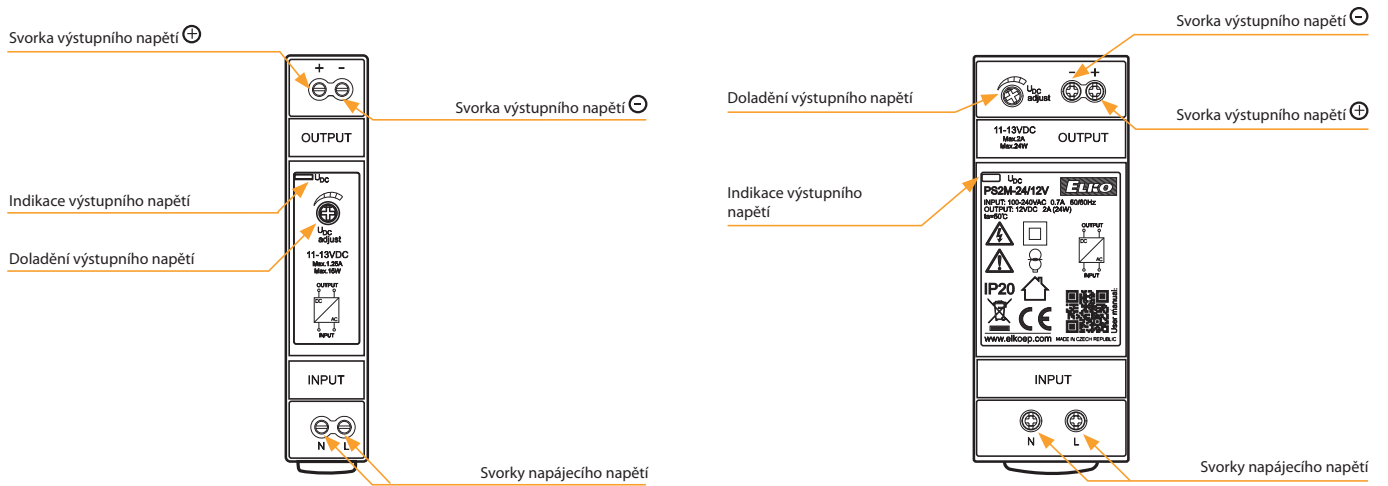 Svorka výstupního napětí ⊕
+ -
Svorka výstupního napětí ⊖
OUTPUT
UDC
Indikace výstupního napětí
UDC
adjust
Doladění výstupního napětí
11-13VDC
Max.1.25A
Max.15W
OUTPUT
DC
AC
INPUT
INPUT
N L
Svorky napájecího napětí
Svorka výstupního napětí ⊖
- +
Doladění výstupního napětí
UDC
adjust
Svorka výstupního napětí ⊕
11-13VDC
Max.2A
Max.24W
OUTPUT
Indikace výstupního
napětí
UDC
PS2M-24/12V
ELKO
INPUT: 100-240VAC 0.7A 50/60Hz
OUTPUT: 12VDC 2A (24W)
ta=50°C
OUTPUT
DC
AC
INPUT
IP20
CE
User manual:
www.elkoep.com MADE IN CZECH REPUBLIC
INPUT
N L
Svorky napájecího napětí